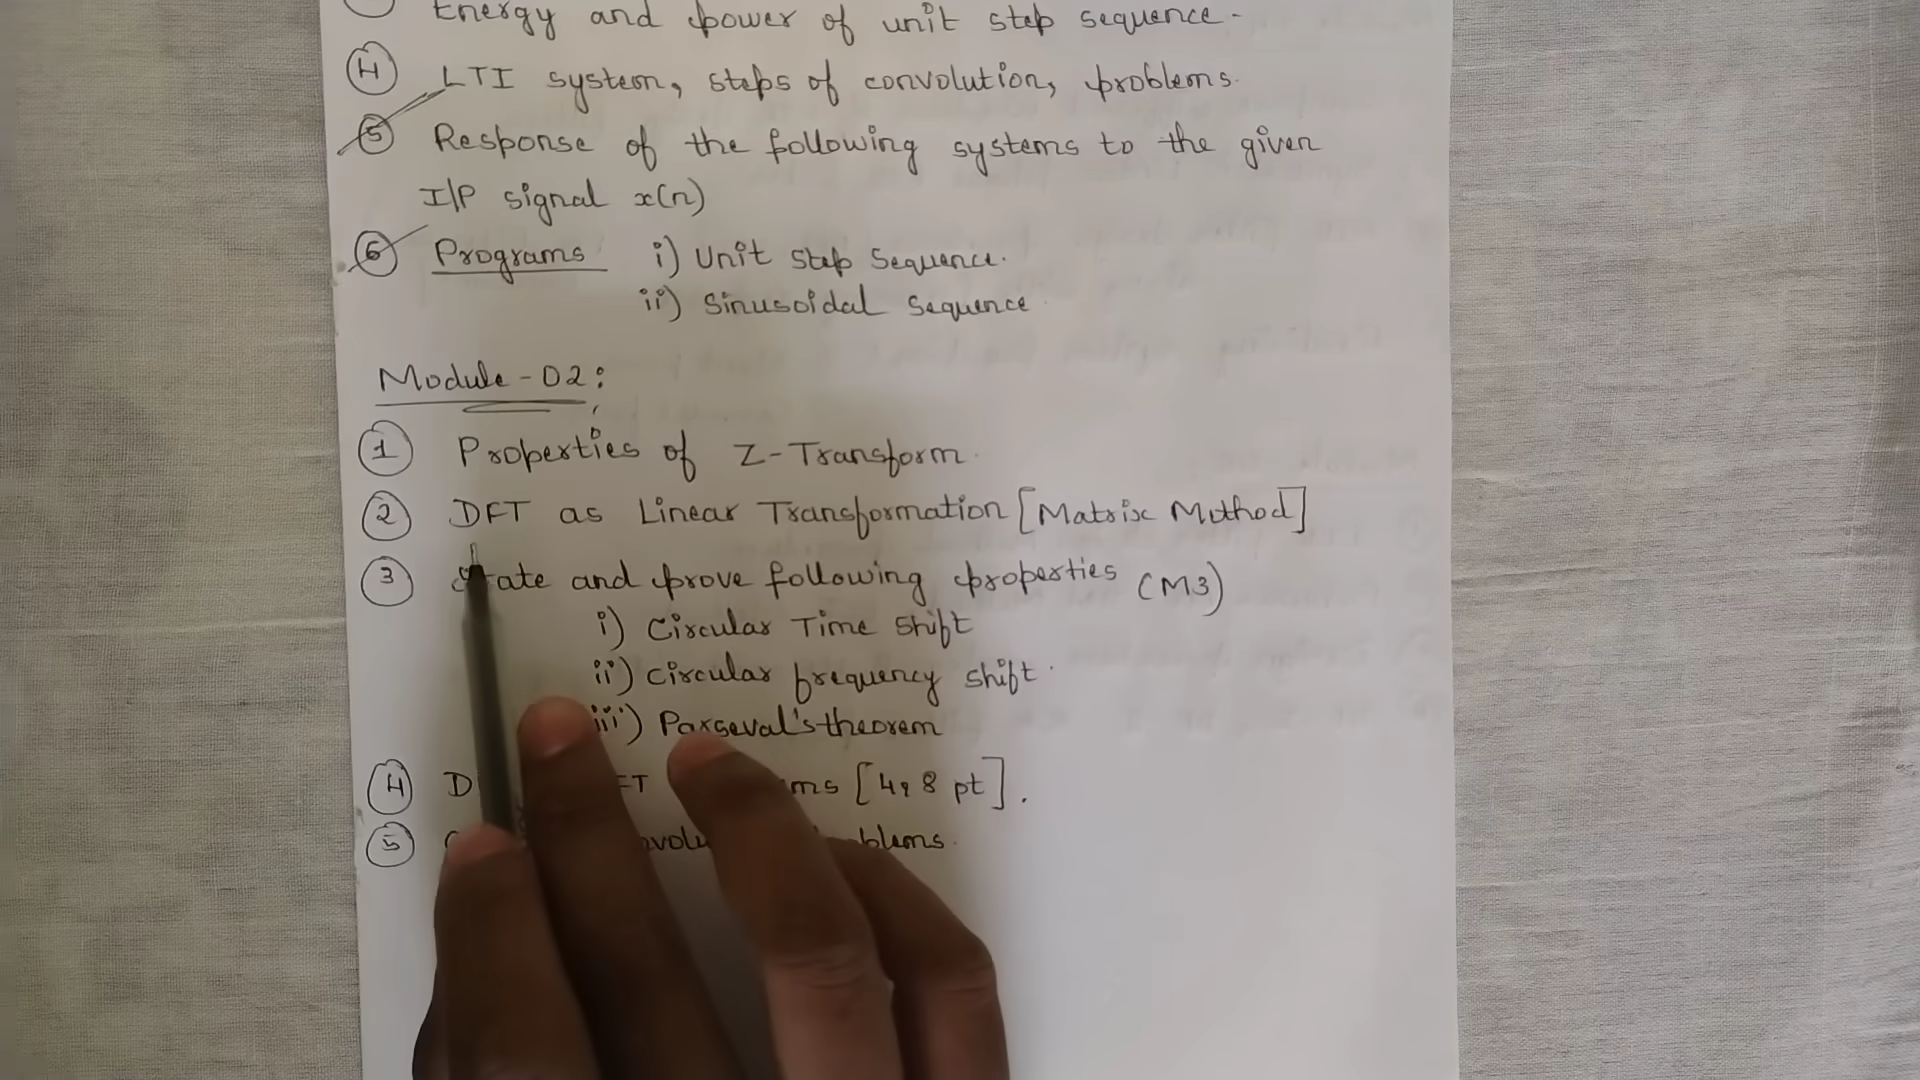 Energy and power of unit step sequence.
4 LTI system, steps of convolution, problems.
5 Response of the following systems to the given
I/P signal x(n)
6 Programs i) Unit step sequence.
ii) Sinusoidal sequence
Module-02:
1 Properties of Z-Transform
2 DFT as Linear Transformation [Matrix Method]
3 State and prove following properties (M3)
i) Circular Time shift
ii) Circular frequency shift
iii) Parseval's theorem
4 [4,8 pt].
5